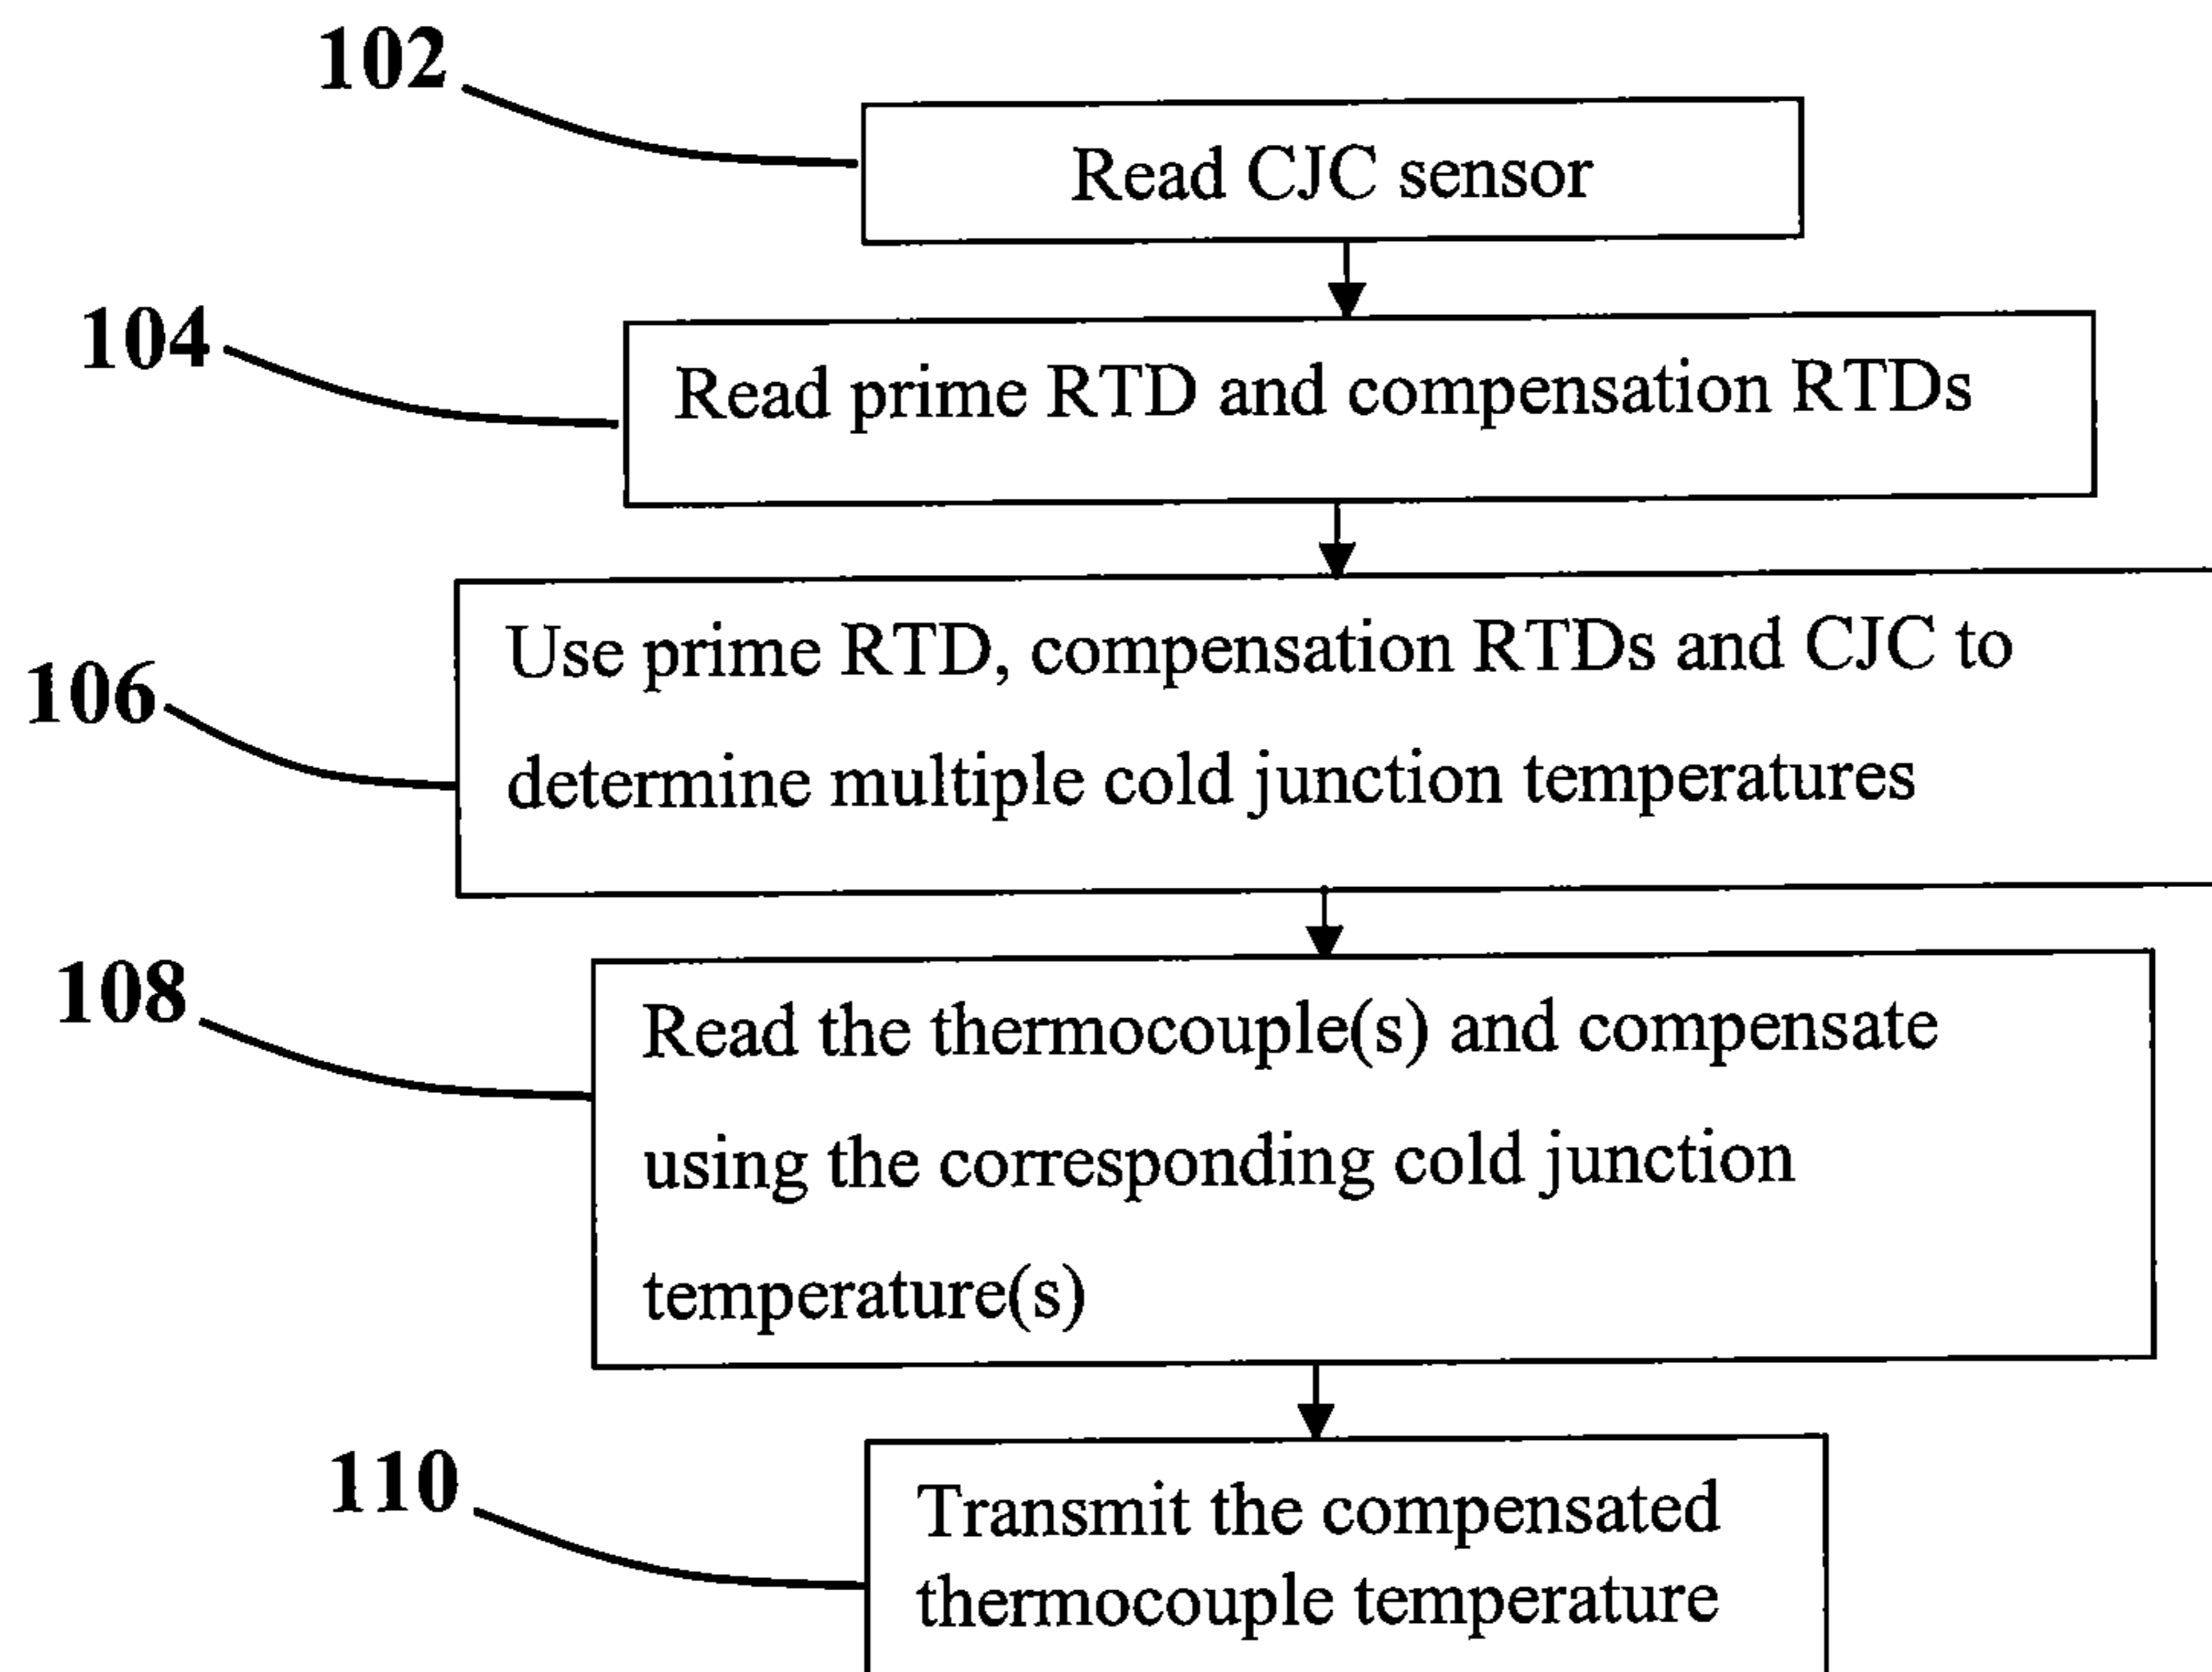 102
Read CJC sensor
104
Read prime RTD and compensation RTDs
106
Use prime RTD, compensation RTDs and CJC to
determine multiple cold junction temperatures
108
Read the thermocouple(s) and compensate
using the corresponding cold junction
temperature(s)
110
Transmit the compensated
thermocouple temperature